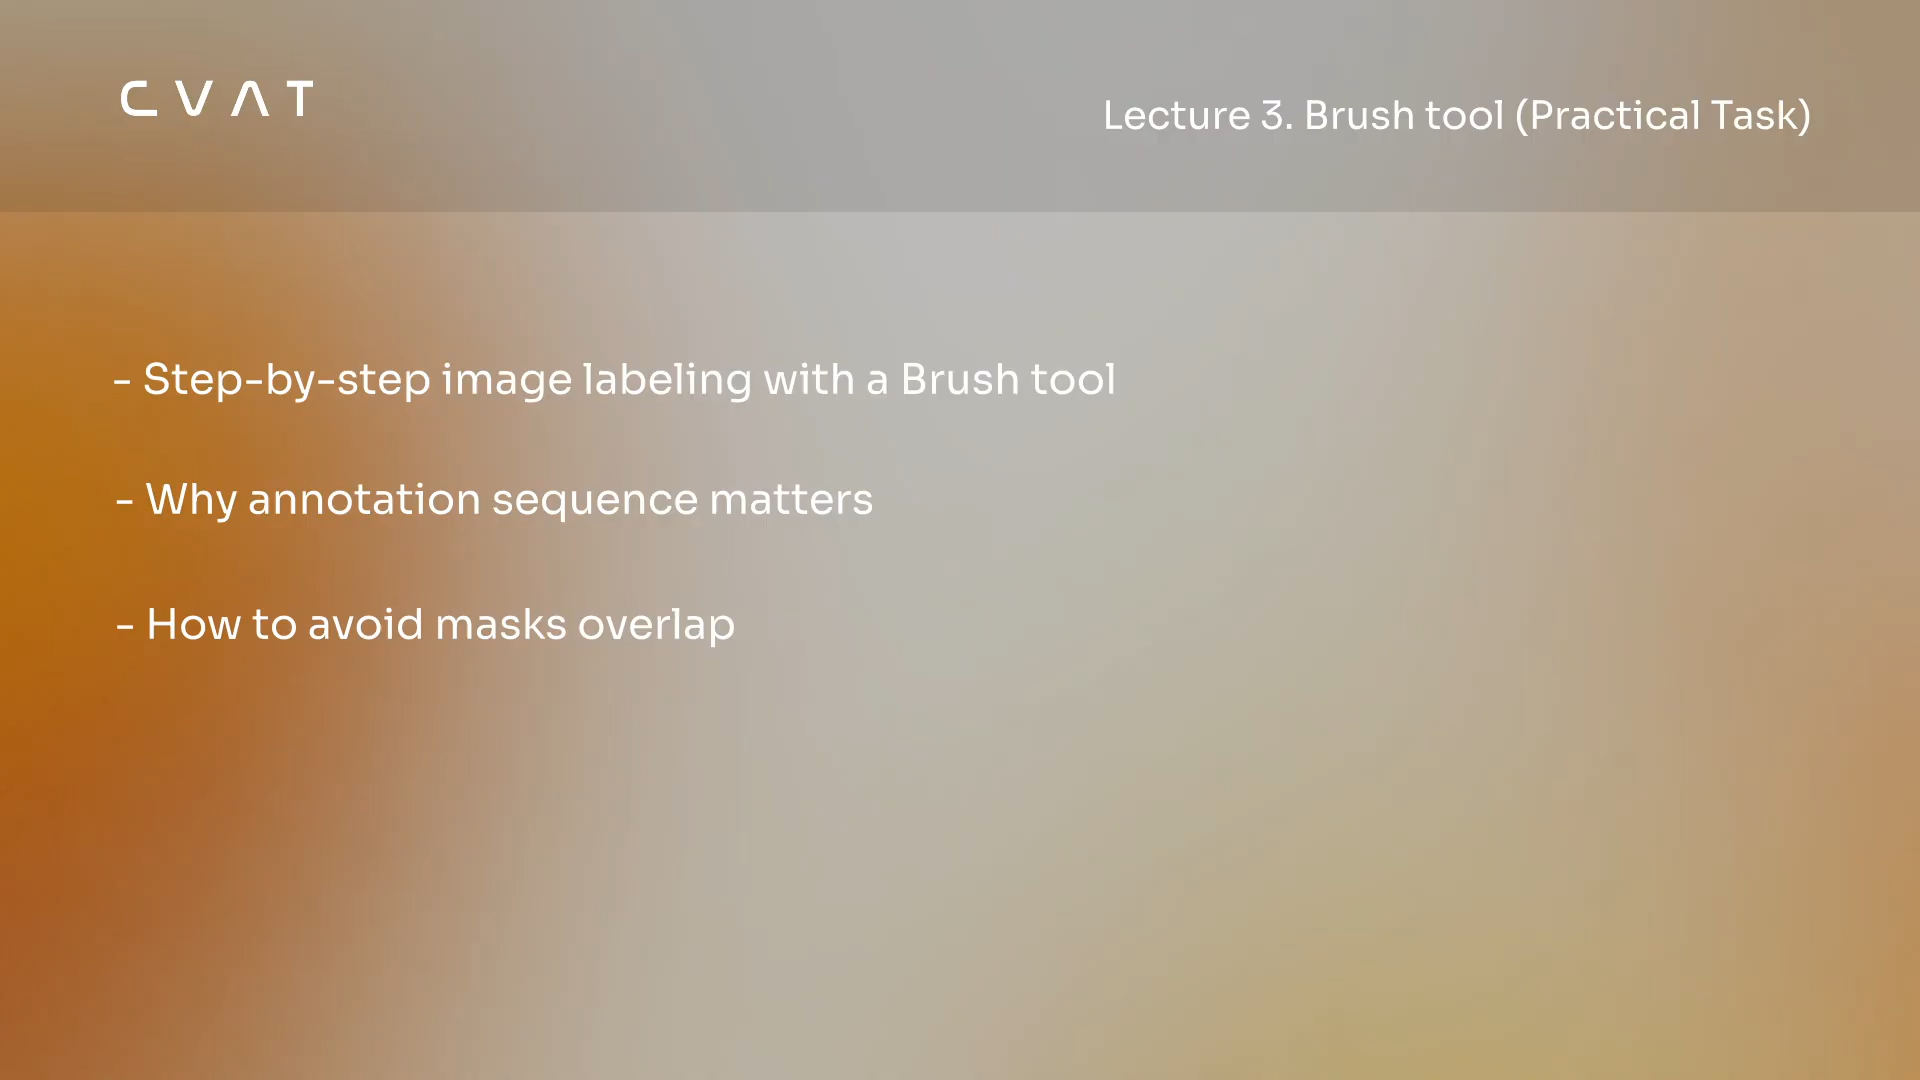 CVAT
Lecture 3. Brush tool (Practical Task)
- Step-by-step image labeling with a Brush tool
- Why annotation sequence matters
- How to avoid masks overlap